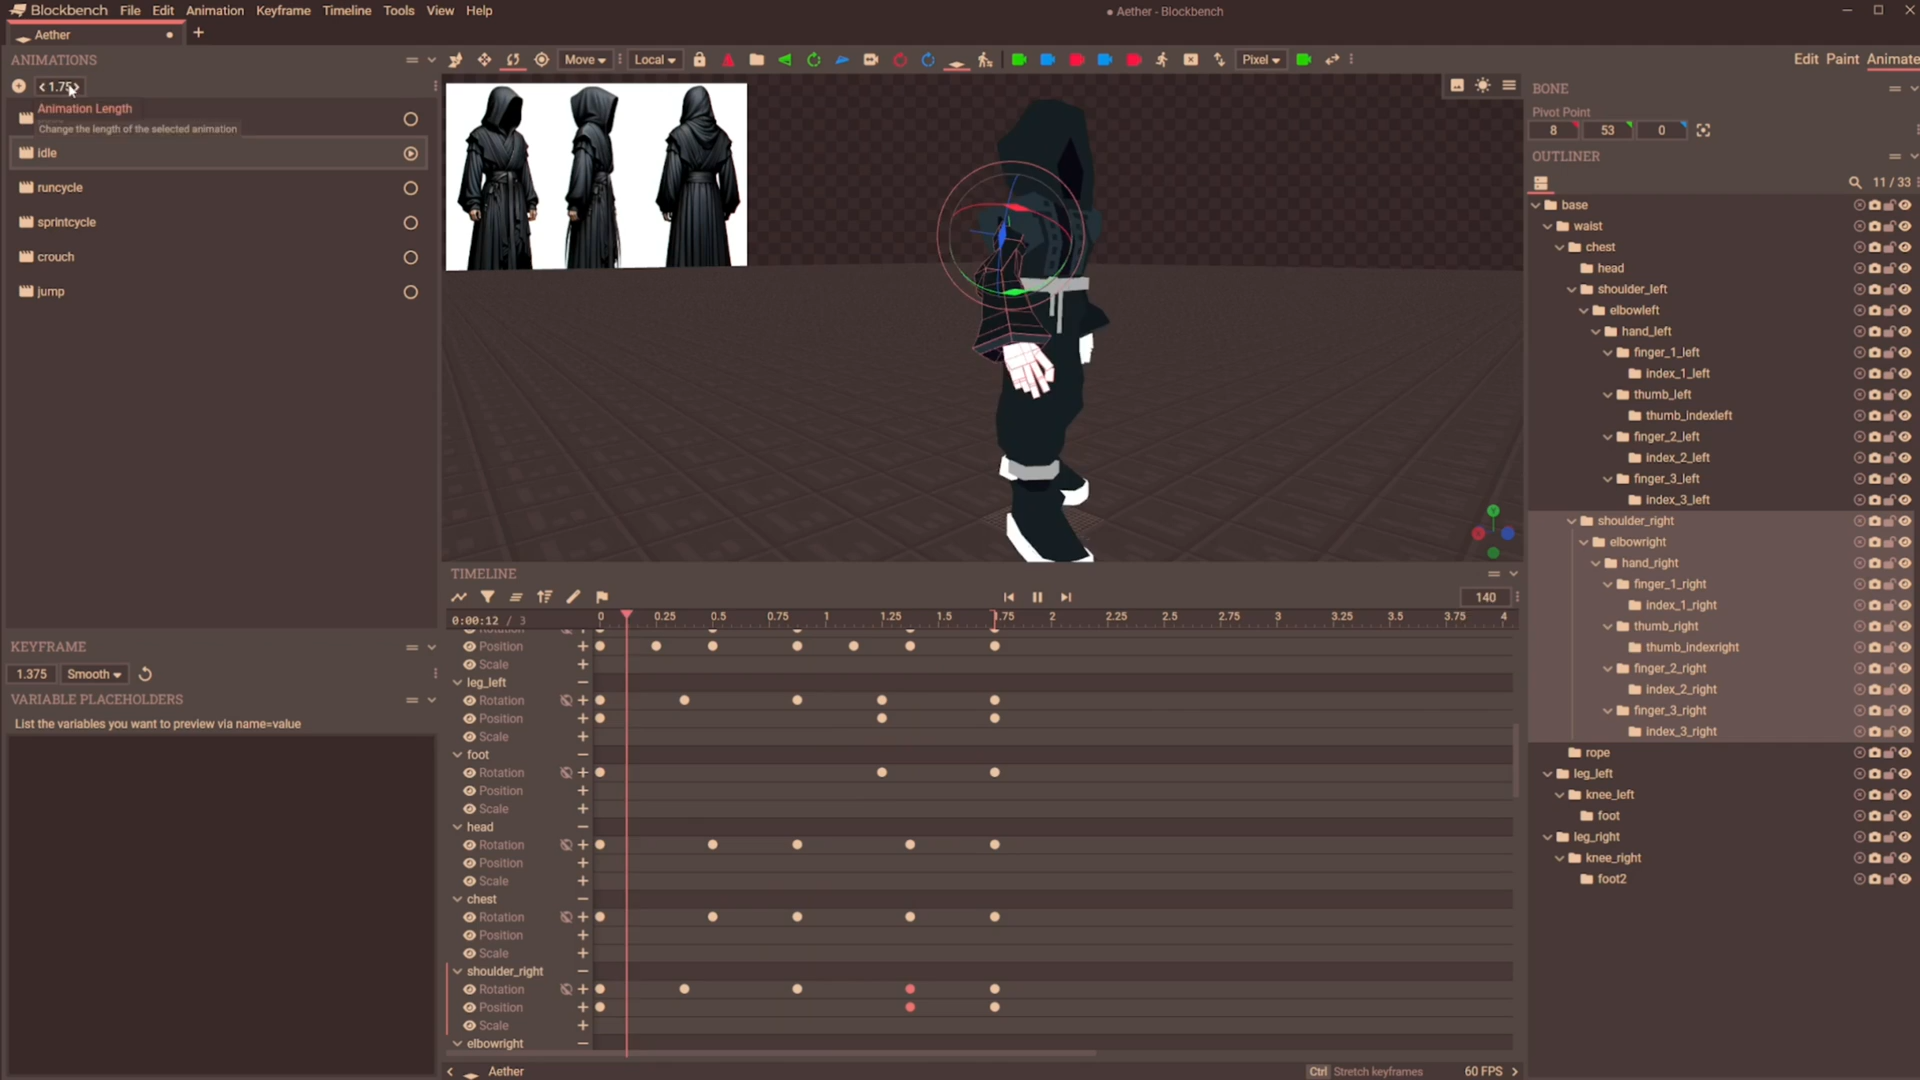 Blockbench File Edit Animation Keyframe Timeline Tools View Help
Aether - Blockbench
Aether
ANIMATIONS
Move
Local
Pixel
Edit Paint Animate
1.75
Animation Length
Change the length of the selected animation
idle
runcycle
sprintcycle
crouch
jump
BONE
Pivot Point
8 53 0
OUTLINER
11 / 33
base
waist
chest
head
shoulder_left
elbowleft
hand_left
finger_1_left
index_1_left
thumb_left
thumb_indexleft
finger_2_left
index_2_left
finger_3_left
index_3_left
shoulder_right
elbowright
hand_right
finger_1_right
index_1_right
thumb_right
thumb_indexright
finger_2_right
index_2_right
finger_3_right
index_3_right
rope
leg_left
knee_left
foot
leg_right
knee_right
foot2
KEYFRAME
1.375 Smooth
VARIABLE PLACEHOLDERS
List the variables you want to preview via name=value
TIMELINE
140
0:00:12 / 3
0 0.25 0.5 0.75 1 1.25 1.5 1.75 2 2.25 2.5 2.75 3 3.25 3.5 3.75 4
Rotation
Position
Scale
leg_left
Rotation
Position
Scale
foot
Rotation
Position
Scale
head
Rotation
Position
Scale
chest
Rotation
Position
Scale
shoulder_right
Rotation
Position
Scale
elbowright
Aether
Ctrl Stretch keyframes
60 FPS